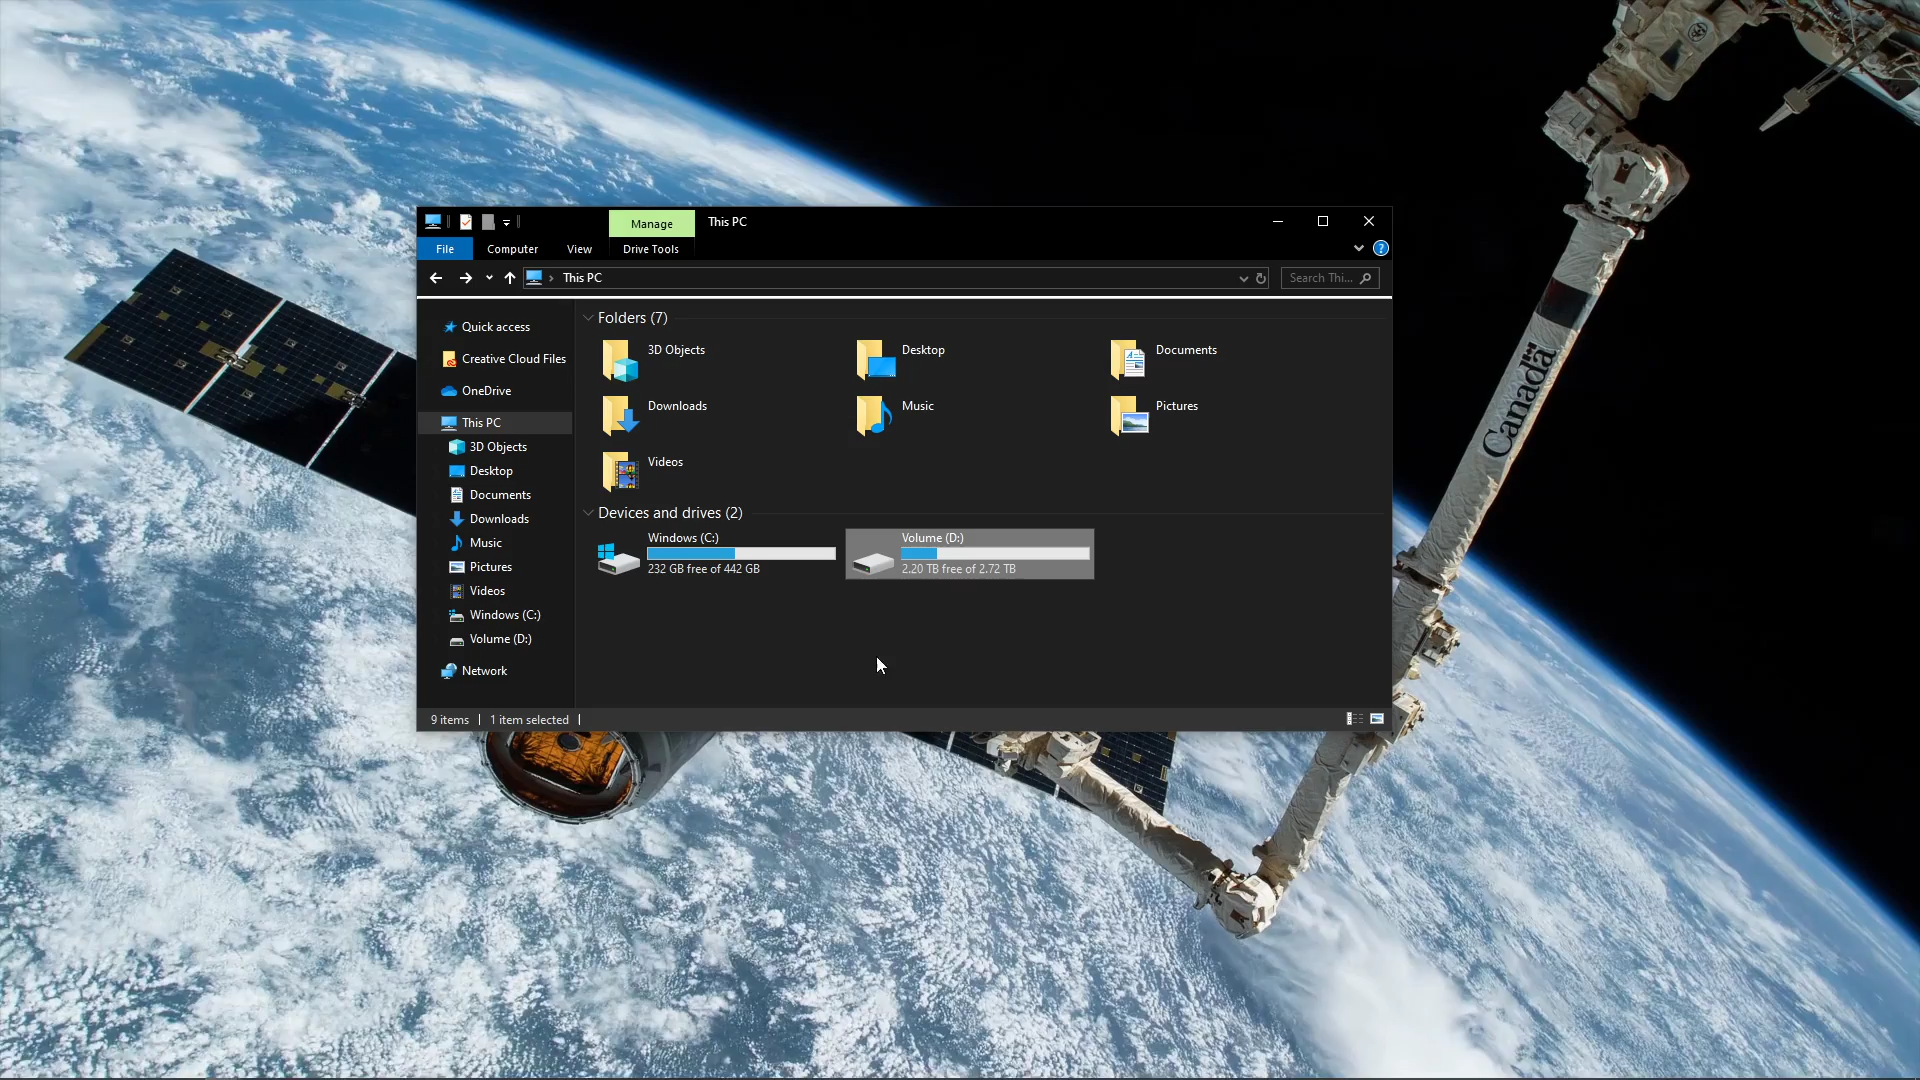 Manage
This PC
File
Computer
View
Drive Tools
This PC
Search Thi...
Quick access
Creative Cloud Files
OneDrive
This PC
3D Objects
Desktop
Documents
Downloads
Music
Pictures
Videos
Windows (C:)
Volume (D:)
Network
Folders (7)
3D Objects
Desktop
Documents
Downloads
Music
Pictures
Videos
Devices and drives (2)
Windows (C:)
232 GB free of 442 GB
Volume (D:)
2.20 TB free of 2.72 TB
9 items
1 item selected
Canada